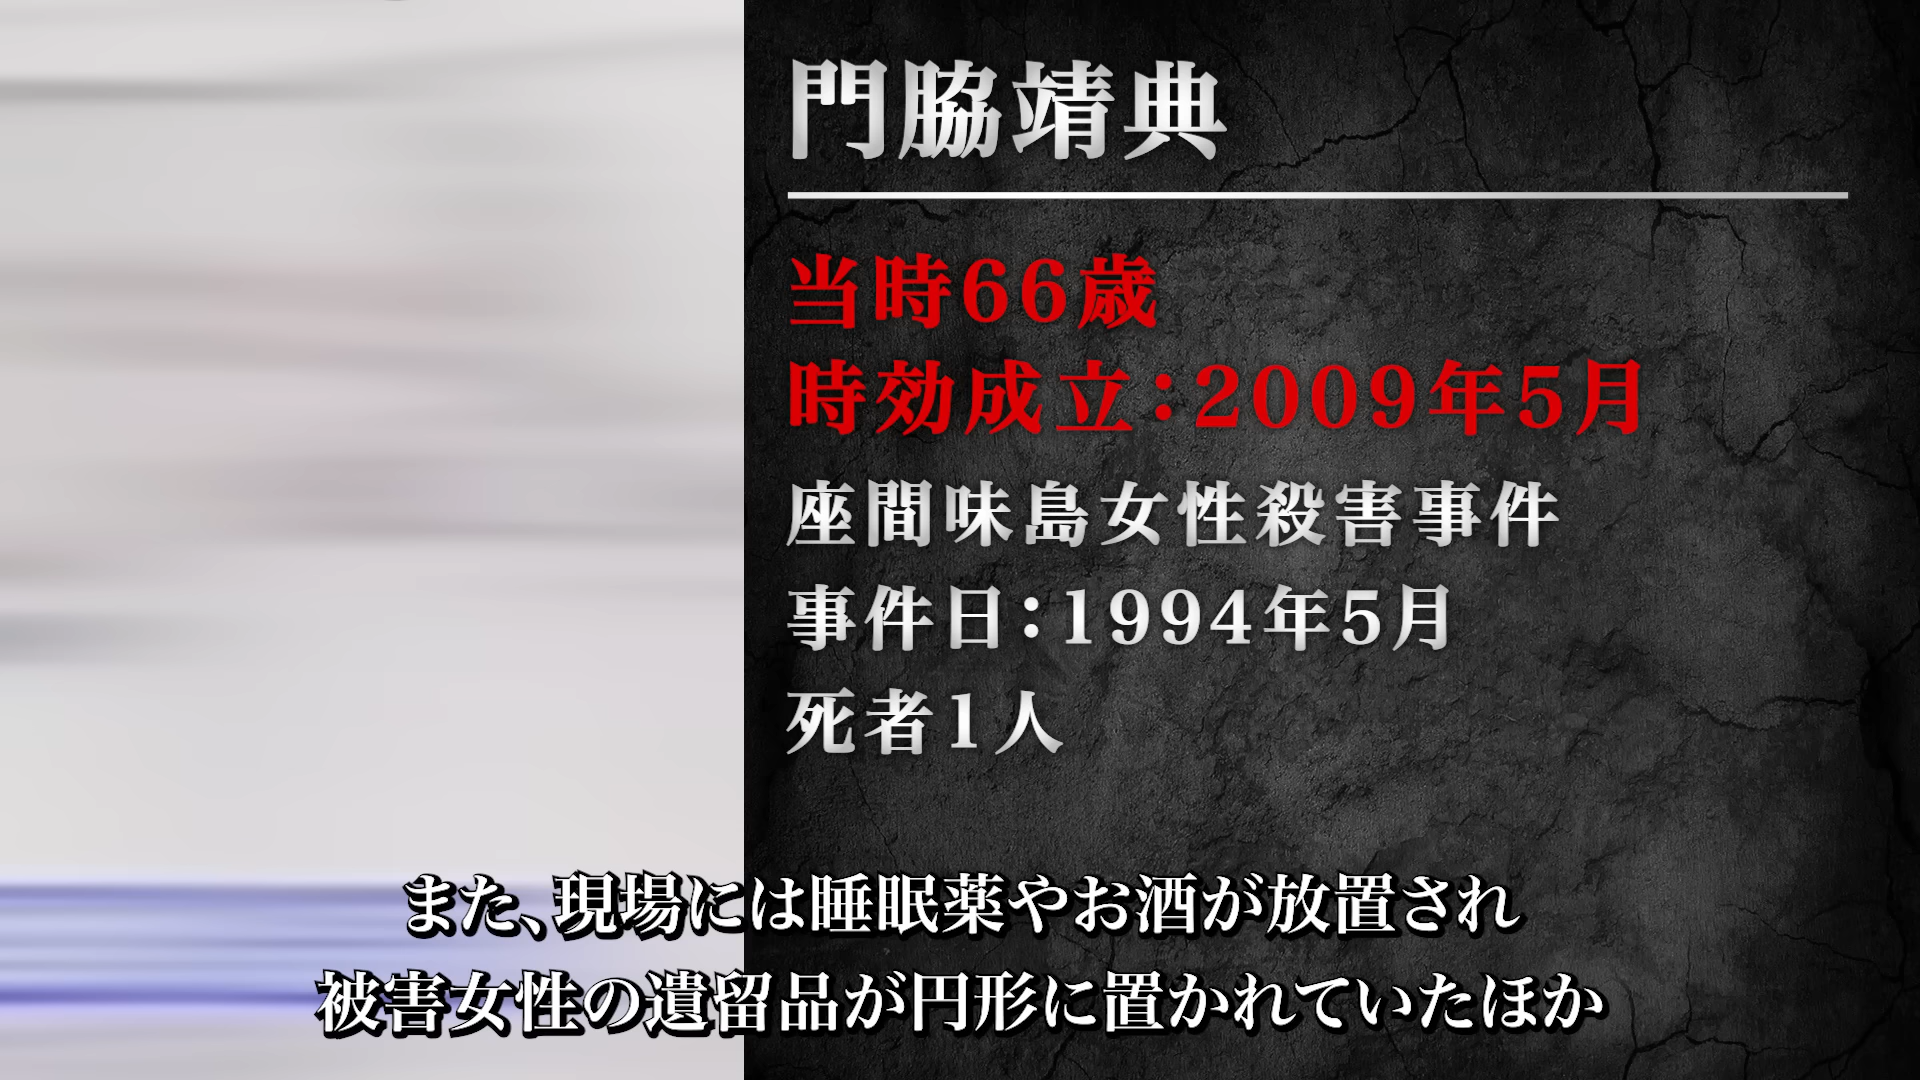 門脇靖典
当時66歳
時効成立：2009年5月
座間味島女性殺害事件
事件日：1994年5月
死者1人
また、現場には睡眠薬やお酒が放置され
被害女性の遺留品が円形に置かれていたほか